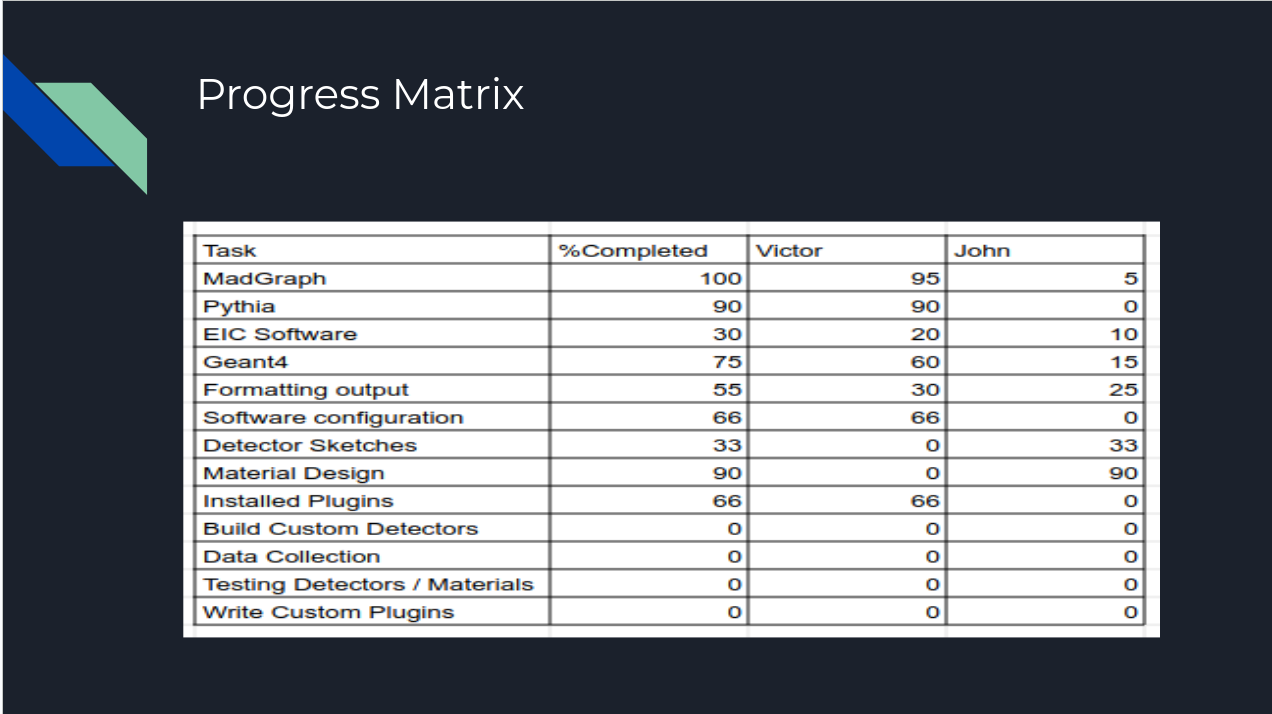 Progress Matrix
Task %Completed Victor John
MadGraph 100 95 5
Pythia 90 90 0
EIC Software 30 20 10
Geant4 75 60 15
Formatting output 55 30 25
Software configuration 66 66 0
Detector Sketches 33 0 33
Material Design 90 0 90
Installed Plugins 66 66 0
Build Custom Detectors 0 0 0
Data Collection 0 0 0
Testing Detectors / Materials 0 0 0
Write Custom Plugins 0 0 0